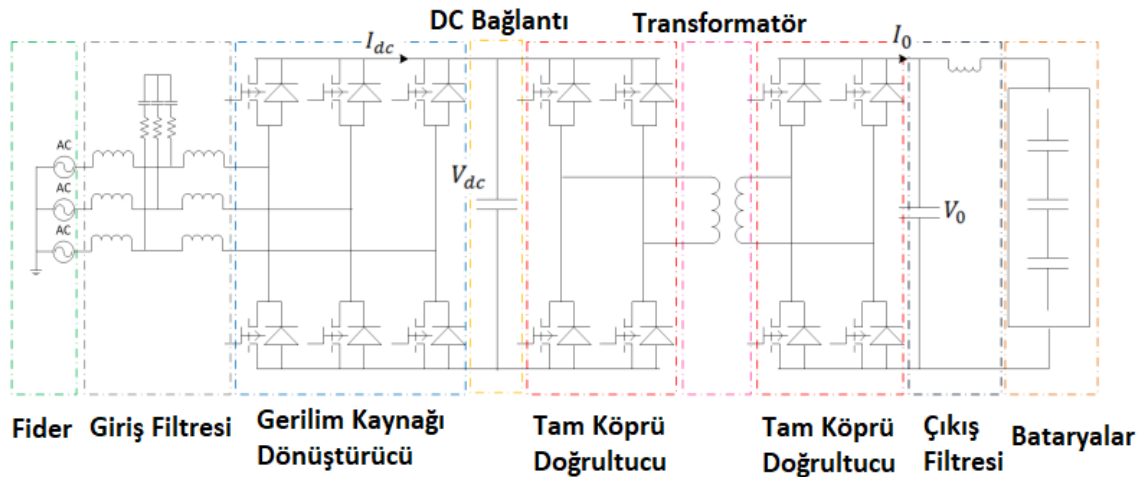 DC Bağlantı
Transformatör
I_dc
I_0
AC
AC
AC
V_dc
V_0
Fider
Giriş Filtresi
Gerilim Kaynağı
Dönüştürücü
Tam Köprü
Doğrultucu
Tam Köprü
Doğrultucu
Çıkış
Filtresi
Bataryalar